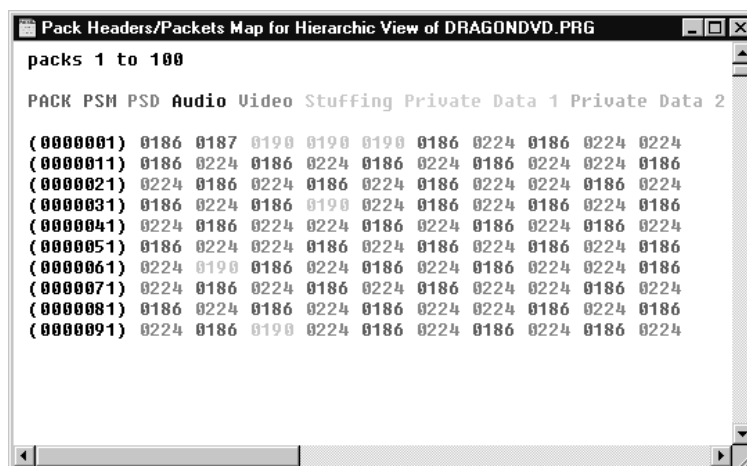 Pack Headers/Packets Map for Hierarchic View of DRAGONDVD.PRG
packs 1 to 100
PACK PSM PSD Audio Video Stuffing Private Data 1 Private Data 2
(0000001) 0186 0187 0190 0190 0190 0186 0224 0186 0224 0224
(0000011) 0186 0224 0186 0224 0186 0224 0186 0224 0224 0186
(0000021) 0224 0186 0224 0186 0224 0186 0224 0224 0186 0224
(0000031) 0186 0224 0186 0190 0224 0186 0224 0186 0224 0186
(0000041) 0224 0186 0224 0224 0186 0224 0186 0224 0186 0224
(0000051) 0186 0224 0224 0186 0224 0186 0224 0186 0224 0186
(0000061) 0224 0190 0186 0224 0186 0224 0186 0224 0224 0186
(0000071) 0224 0186 0224 0186 0224 0186 0224 0224 0224 0186
(0000081) 0186 0224 0186 0224 0186 0224 0224 0186 0224 0186
(0000091) 0224 0186 0190 0224 0186 0224 0186 0224 0186 0224